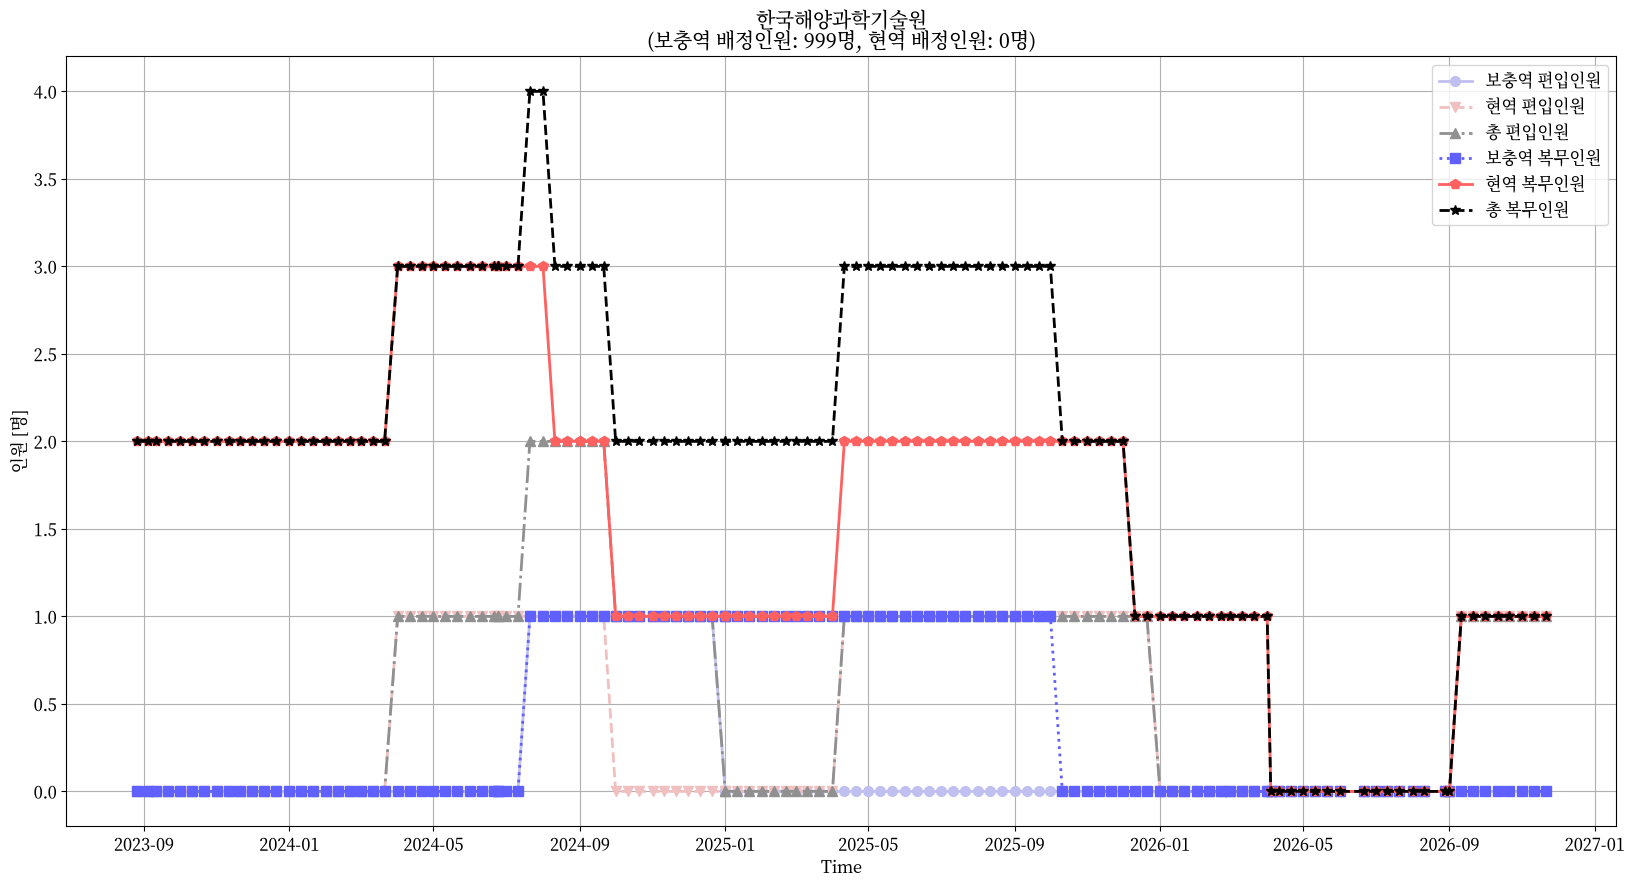 한국해양과학기술원
(보충역 배정인원: 999명, 현역 배정인원: 0명)
보충역 편입인원
현역 편입인원
총 편입인원
보충역 복무인원
현역 복무인원
총 복무인원
인원 [명]
4.0
3.5
3.0
2.5
2.0
1.5
1.0
0.5
0.0
2023-09 2024-01 2024-05 2024-09 2025-01 2025-05 2025-09 2026-01 2026-05 2026-09 2027-01
Time